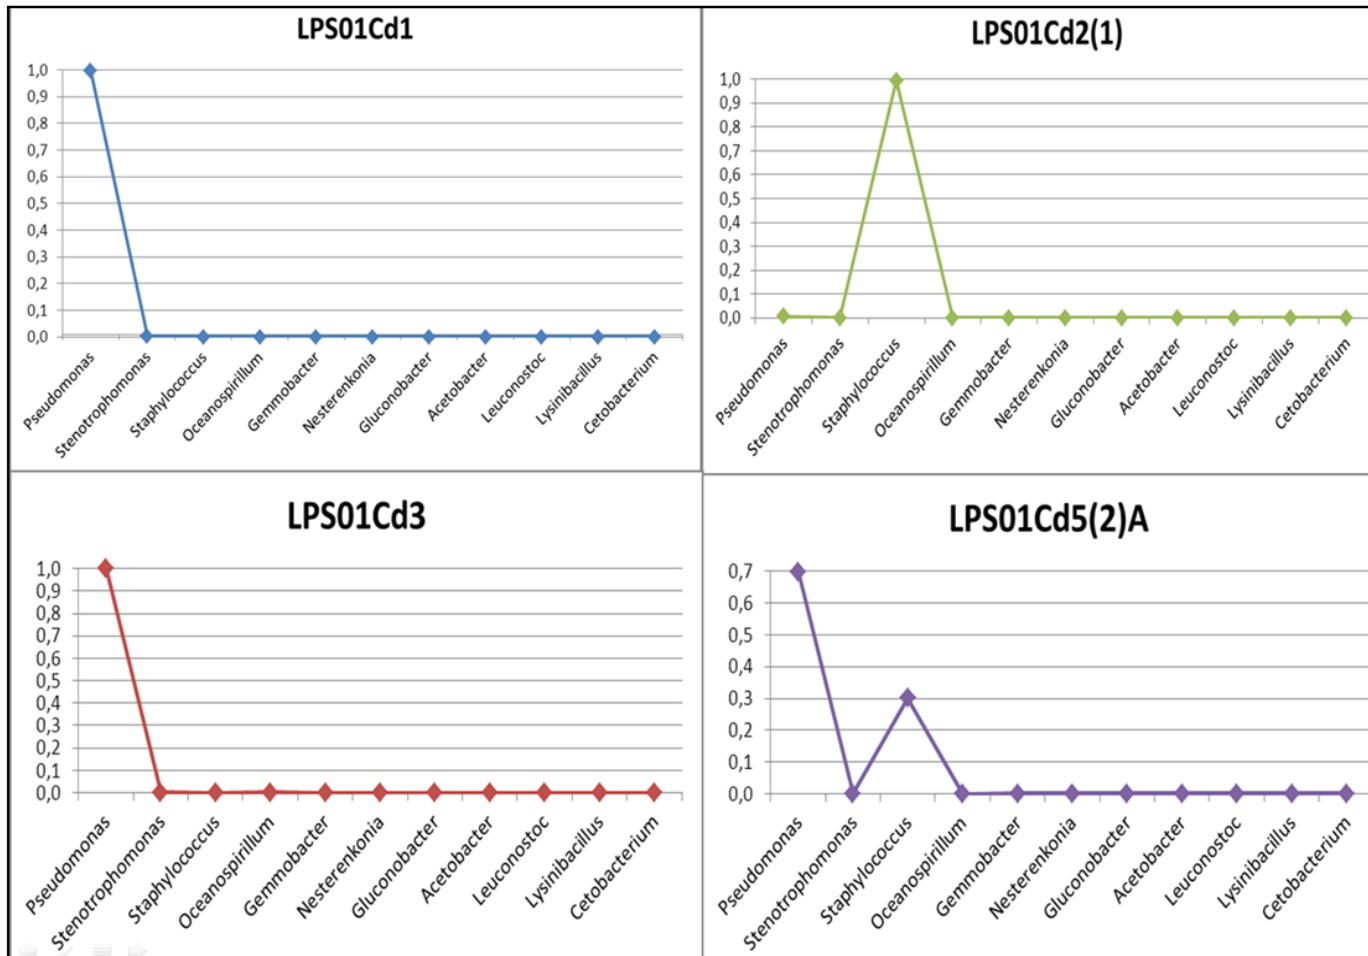 LPS01Cd1
1,0
0,9
0,8
0,7
0,6
0,5
0,4
0,3
0,2
0,1
0,0
Pseudomonas
Stenotrophomonas
Staphylococcus
Oceanospirillum
Gemmobacter
Nesterenkonia
Gluconobacter
Acetobacter
Leuconostoc
Lysinibacillus
Cetobacterium
LPS01Cd2(1)
1,0
0,9
0,8
0,7
0,6
0,5
0,4
0,3
0,2
0,1
0,0
Pseudomonas
Stenotrophomonas
Staphylococcus
Oceanospirillum
Gemmobacter
Nesterenkonia
Gluconobacter
Acetobacter
Leuconostoc
Lysinibacillus
Cetobacterium
LPS01Cd3
1,0
0,9
0,8
0,7
0,6
0,5
0,4
0,3
0,2
0,1
0,0
Pseudomonas
Stenotrophomonas
Staphylococcus
Oceanospirillum
Gemmobacter
Nesterenkonia
Gluconobacter
Acetobacter
Leuconostoc
Lysinibacillus
Cetobacterium
LPS01Cd5(2)A
0,7
0,6
0,5
0,4
0,3
0,2
0,1
0,0
Pseudomonas
Stenotrophomonas
Staphylococcus
Oceanospirillum
Gemmobacter
Nesterenkonia
Gluconobacter
Acetobacter
Leuconostoc
Lysinibacillus
Cetobacterium